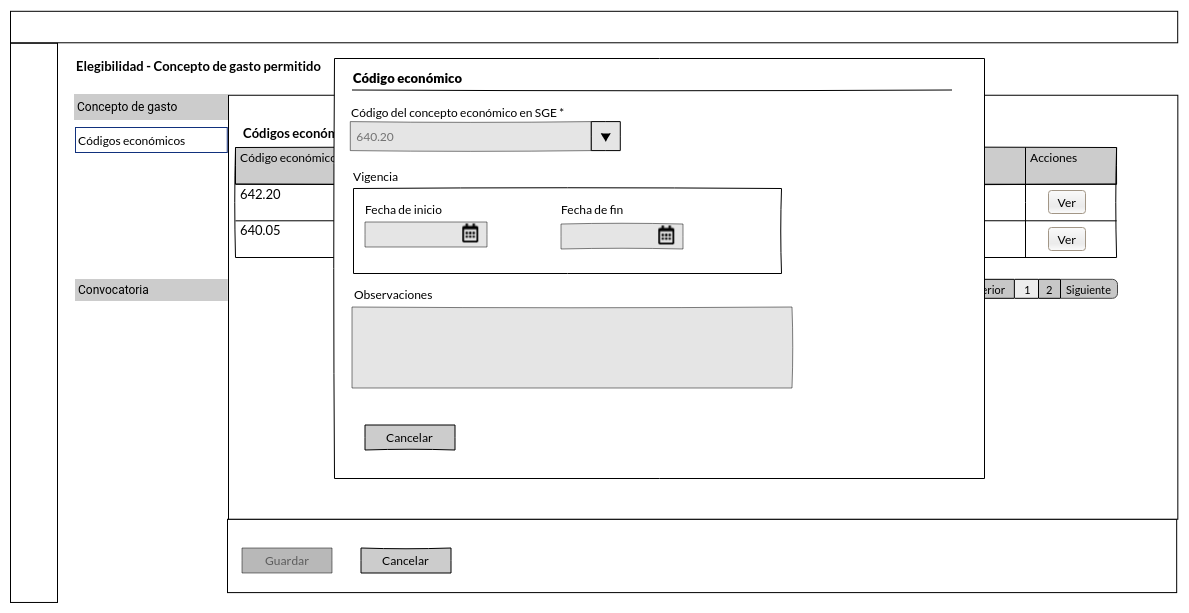 Elegibilidad - Concepto de gasto permitido
Código económico
Concepto de gasto
Código del concepto económico en SGE *
640.20
Códigos económicos
Códigos económ
Código económico
Acciones
Vigencia
642.20
Ver
Fecha de inicio
Fecha de fin
640.05
Ver
Convocatoria
Observaciones
erior 1 2 Siguiente
Cancelar
Guardar
Cancelar